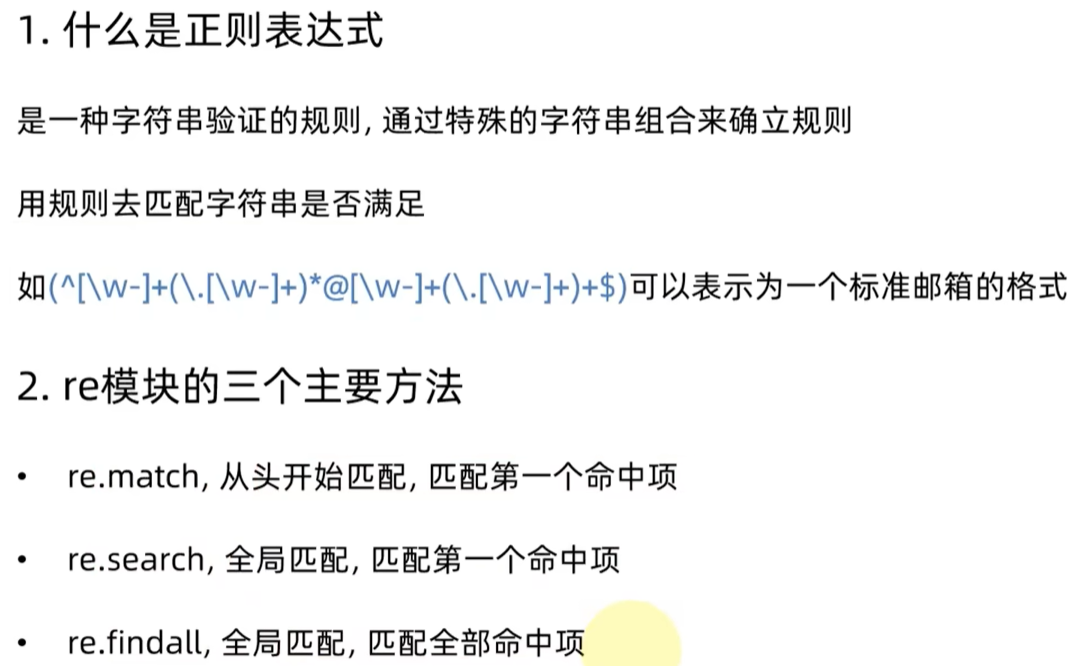 1. 什么是正则表达式
是一种字符串验证的规则, 通过特殊的字符串组合来确立规则
用规则去匹配字符串是否满足
如(^[\w-]+(\.[\w-]+)*@[\w-]+(\.[\w-]+)+$)可以表示为一个标准邮箱的格式
2. re模块的三个主要方法
• re.match, 从头开始匹配, 匹配第一个命中项
• re.search, 全局匹配, 匹配第一个命中项
• re.findall, 全局匹配, 匹配全部命中项